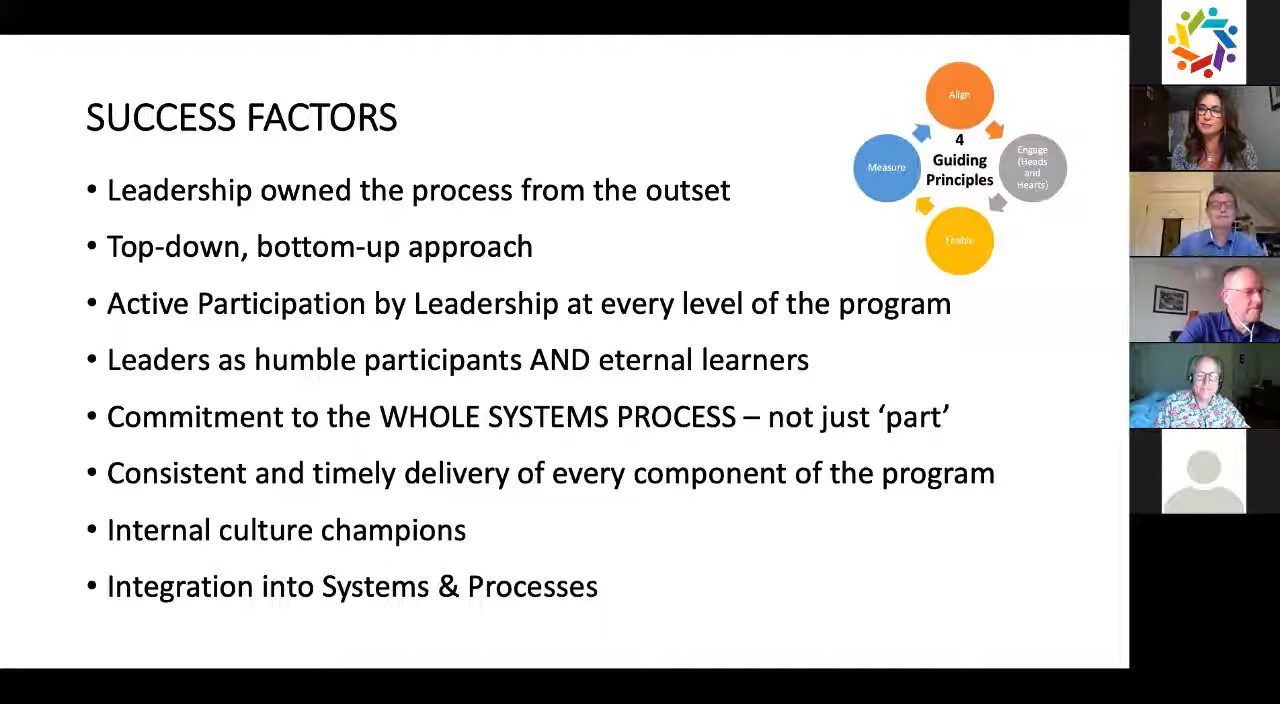 SUCCESS FACTORS
• Leadership owned the process from the outset
• Top-down, bottom-up approach
• Active Participation by Leadership at every level of the program
• Leaders as humble participants AND eternal learners
• Commitment to the WHOLE SYSTEMS PROCESS – not just ‘part’
• Consistent and timely delivery of every component of the program
• Internal culture champions
• Integration into Systems & Processes
Align
Engage
(Heads
and
Hearts)
Enable
Measure
4
Guiding
Principles